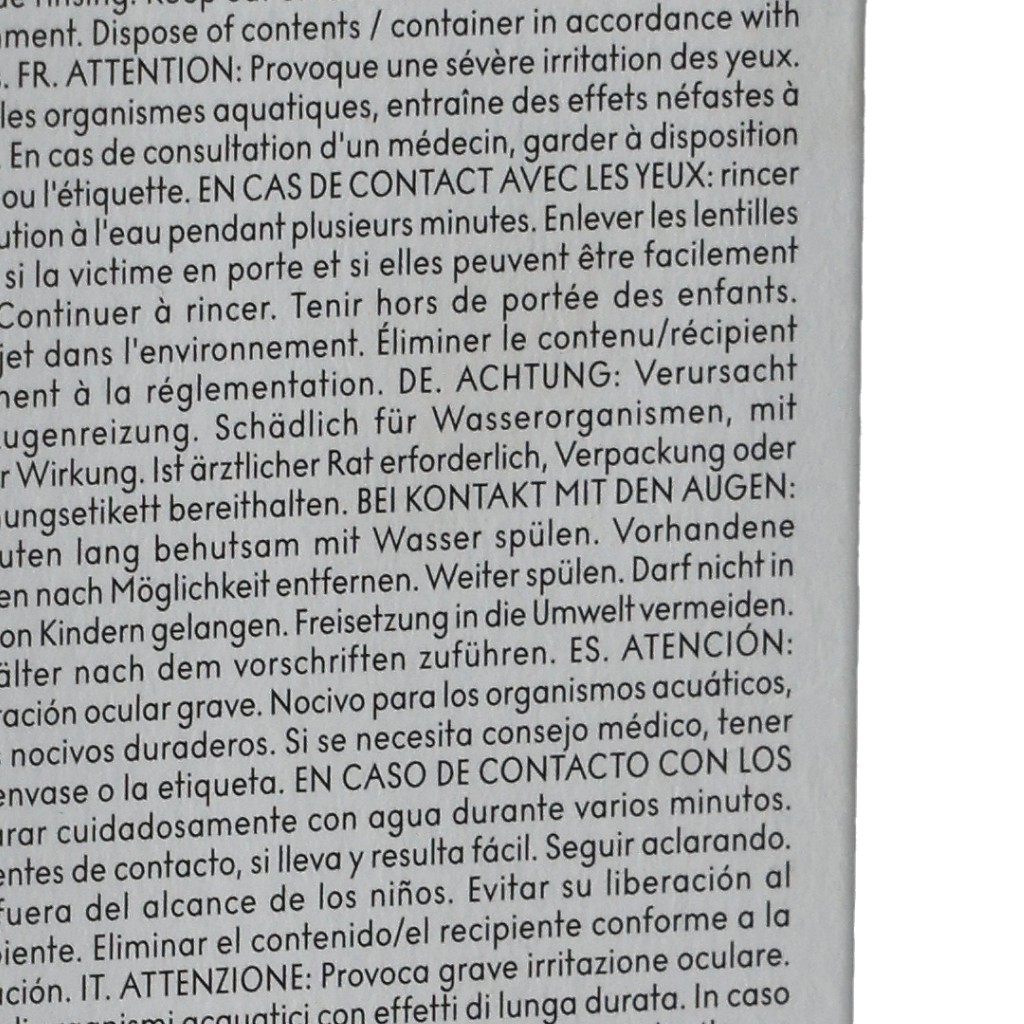 rinsing. Keep
ment. Dispose of contents / container in accordance with
. FR. ATTENTION: Provoque une sévère irritation des yeux.
les organismes aquatiques, entraîne des effets néfastes à
. En cas de consultation d'un médecin, garder à disposition
ou l'étiquette. EN CAS DE CONTACT AVEC LES YEUX: rincer
ution à l'eau pendant plusieurs minutes. Enlever les lentilles
si la victime en porte et si elles peuvent être facilement
Continuer à rincer. Tenir hors de portée des enfants.
jet dans l'environnement. Éliminer le contenu/récipient
ment à la réglementation. DE. ACHTUNG: Verursacht
ugenreizung. Schädlich für Wasserorganismen, mit
r Wirkung. Ist ärztlicher Rat erforderlich, Verpackung oder
ungsetikett bereithalten. BEI KONTAKT MIT DEN AUGEN:
uten lang behutsam mit Wasser spülen. Vorhandene
en nach Möglichkeit entfernen. Weiter spülen. Darf nicht in
on Kindern gelangen. Freisetzung in die Umwelt vermeiden.
älter nach dem vorschriften zuführen. ES. ATENCIÓN:
ración ocular grave. Nocivo para los organismos acuáticos,
nocivos duraderos. Si se necesita consejo médico, tener
envase o la etiqueta. EN CASO DE CONTACTO CON LOS
rar cuidadosamente con agua durante varios minutos.
entes de contacto, si lleva y resulta fácil. Seguir aclarando.
fuera del alcance de los niños. Evitar su liberación al
iente. Eliminar el contenido/el recipiente conforme a la
ación. IT. ATTENZIONE: Provoca grave irritazione oculare.
organismi acquatici con effetti di lunga durata. In caso